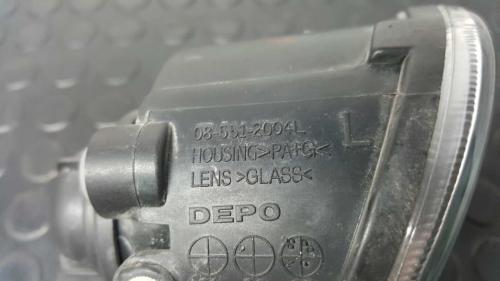 08-551-2004L
L
HOUSING>PA+G<
LENS >GLASS<
DEPO